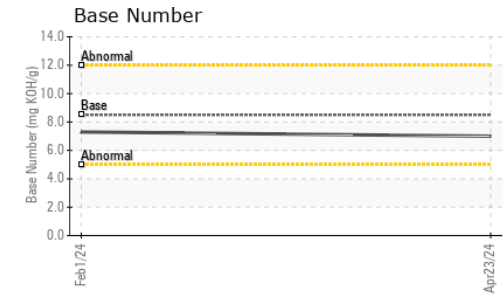 Base Number
14.0
Abnormal
12.0
10.0
Base
8.0
6.0
Abnormal
4.0
2.0
0.0
Base Number (mg KOH/g)
Feb1/24
Apr23/24